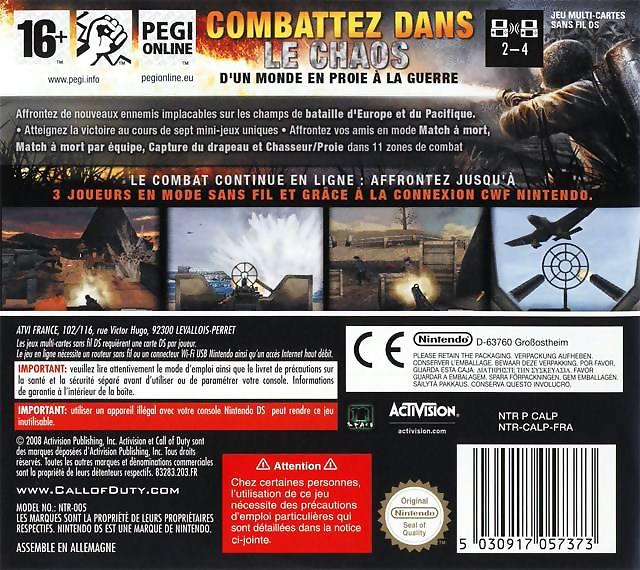 16+
www.pegi.info
PEGI
ONLINE
pegionline.eu
COMBATTEZ DANS
LE CHAOS
D'UN MONDE EN PROIE À LA GUERRE
2–4
JEU MULTI-CARTES
SANS FIL DS
Affrontez de nouveaux ennemis implacables sur les champs de bataille d'Europe et du Pacifique.
• Atteignez la victoire au cours de sept mini-jeux uniques • Affrontez vos amis en mode Match à mort,
Match à mort par équipe, Capture du drapeau et Chasseur/Proie dans 11 zones de combat
LE COMBAT CONTINUE EN LIGNE : AFFRONTEZ JUSQU'À
3 JOUEURS EN MODE SANS FIL ET GRÂCE À LA CONNEXION CWF NINTENDO.
ATVI FRANCE, 102/116, rue Victor Hugo, 92300 LEVALLOIS-PERRET
Les jeux multi-cartes sans fil DS requièrent une carte DS par joueur.
Le jeu en ligne nécessite un routeur sans fil ou un connecteur Wi-Fi USB Nintendo ainsi qu'un accès Internet haut débit.
IMPORTANT: veuillez lire attentivement le mode d'emploi ainsi que le livret de précautions sur
la santé et la sécurité séparé avant d'utiliser ou de paramétrer votre console. Informations
de garantie à l'intérieur de la boîte.
IMPORTANT: utiliser un appareil illégal avec votre console Nintendo DS peut rendre ce jeu
inutilisable.
© 2008 Activision Publishing, Inc. Activision et Call of Duty sont
des marques déposées d'Activision Publishing, Inc. Tous droits
réservés. Toutes les autres marques et dénominations commerciales
sont la propriété de leurs détenteurs respectifs. 83283.203.FR
WWW.CALLOFDUTY.COM
MODEL NO.: NTR-005
LES MARQUES SONT LA PROPRIÉTÉ DE LEURS PROPRIÉTAIRES
RESPECTIFS. NINTENDO DS EST UNE MARQUE DE NINTENDO.
ASSEMBLE EN ALLEMAGNE
Attention
Chez certaines personnes,
l'utilisation de ce jeu
nécessite des précautions
d'emploi particulières qui
sont détaillées dans la notice
ci-jointe.
CE
Nintendo D-63760 Großostheim
PLEASE RETAIN THE PACKAGING. VERPACKUNG AUFHEBEN.
CONSERVER L'EMBALLAGE. BEWAAR DEZE VERPAKKING. POR FAVOR,
GUARDA ESTA CAJA. ΔΙΑΤΗΡΗΣΤΕ ΤΗΝ ΣΥΣΚΕΥΑΣΙΑ. FAVOR
GUARDAR A EMBALAGEM. SPARA FÖRPACKNINGEN. GEM EMBALLAGEN.
SÄILYTÄ PAKKAUS. CONSERVA QUESTO INVOLUCRO.
ACTIVISION
activision.com
NTR P CALP
NTR-CALP-FRA
Original
Nintendo
Seal of
Quality
5 030917 057373